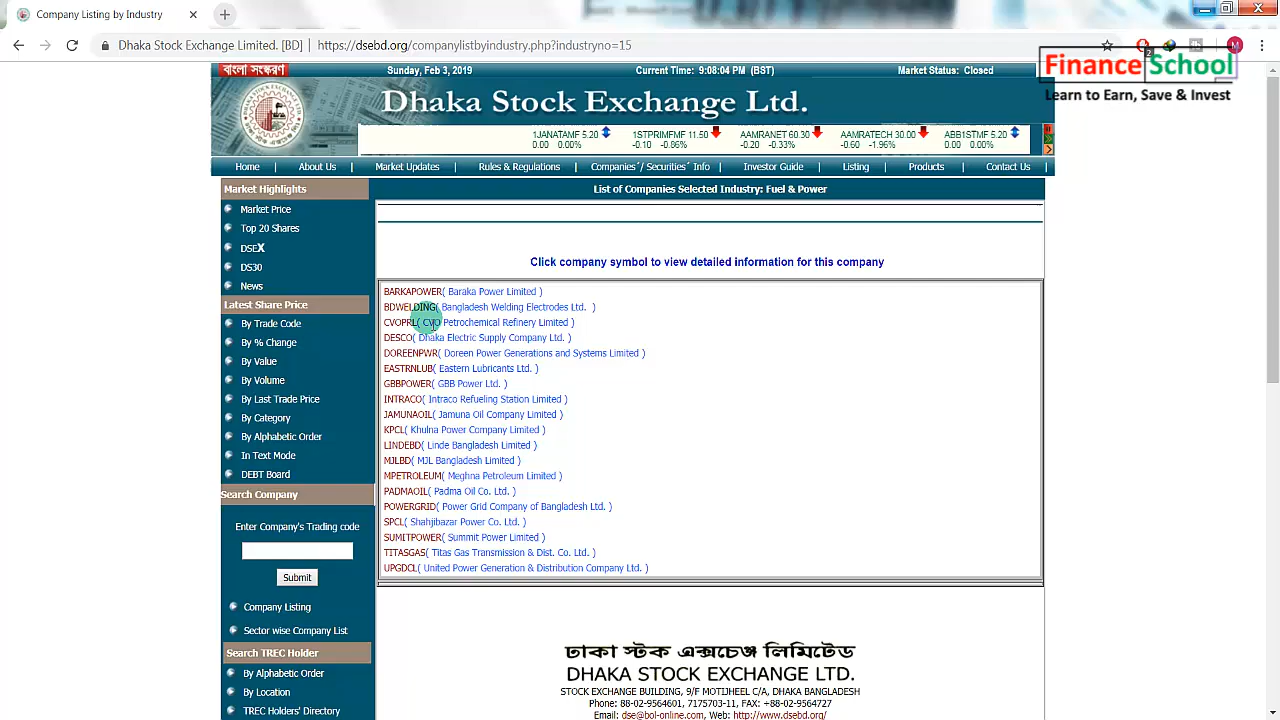 Company Listing by Industry
Dhaka Stock Exchange Limited. [BD] | https://dsebd.org/companylistbyindustry.php?industryno=15
2
M
Finance School
Learn to Earn, Save & Invest
বাংলা সংস্করণ
Sunday, Feb 3, 2019
Current Time: 9:08:04 PM (BST)
Market Status: Closed
Dhaka Stock Exchange Ltd.
1JANATAMF 5.20 1STPRIMFMF 11.50 AAMRANET 60.30 AAMRATECH 30.00 ABB1STMF 5.20
0.00 0.00% -0.10 -0.86% -0.20 -0.33% -0.60 -1.96% 0.00 0.00%
Home | About Us | Market Updates | Rules & Regulations | Companies´/ Securities´ Info | Investor Guide | Listing | Products | Contact Us |
Market Highlights
Market Price
Top 20 Shares
DSEX
DS30
News
Latest Share Price
By Trade Code
By % Change
By Value
By Volume
By Last Trade Price
By Category
By Alphabetic Order
In Text Mode
DEBT Board
Search Company
Enter Company's Trading code
Submit
Company Listing
Sector wise Company List
Search TREC Holder
By Alphabetic Order
By Location
TREC Holders' Directory
List of Companies Selected Industry: Fuel & Power
Click company symbol to view detailed information for this company
BARKAPOWER( Baraka Power Limited )
BDWELDING( Bangladesh Welding Electrodes Ltd. )
CVOPRL( CVO Petrochemical Refinery Limited )
DESCO( Dhaka Electric Supply Company Ltd. )
DOREENPWR( Doreen Power Generations and Systems Limited )
EASTRNLUB( Eastern Lubricants Ltd. )
GBBPOWER( GBB Power Ltd. )
INTRACO( Intraco Refueling Station Limited )
JAMUNAOIL( Jamuna Oil Company Limited )
KPCL( Khulna Power Company Limited )
LINDEBD( Linde Bangladesh Limited )
MJLBD( MJL Bangladesh Limited )
MPETROLEUM( Meghna Petroleum Limited )
PADMAOIL( Padma Oil Co. Ltd. )
POWERGRID( Power Grid Company of Bangladesh Ltd. )
SPCL( Shahjibazar Power Co. Ltd. )
SUMITPOWER( Summit Power Limited )
TITASGAS( Titas Gas Transmission & Dist. Co. Ltd. )
UPGDCL( United Power Generation & Distribution Company Ltd. )
ঢাকা স্টক এক্সচেঞ্জ লিমিটেড
DHAKA STOCK EXCHANGE LTD.
STOCK EXCHANGE BUILDING, 9/F MOTIJHEEL C/A, DHAKA BANGLADESH
Phone: 88-02-9564601, 7175703-11, FAX: +88-02-9564727
Email: dse@bol-online.com, Web: http://www.dsebd.org/